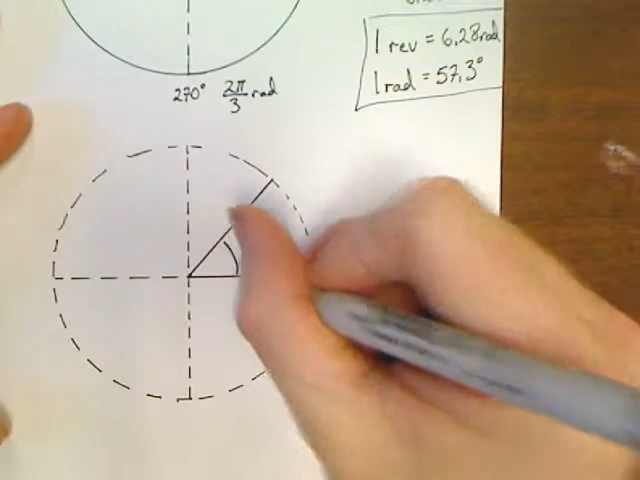 1 rev = 6.28 rad
1 rad = 57.3°
270° 2π/3 rad